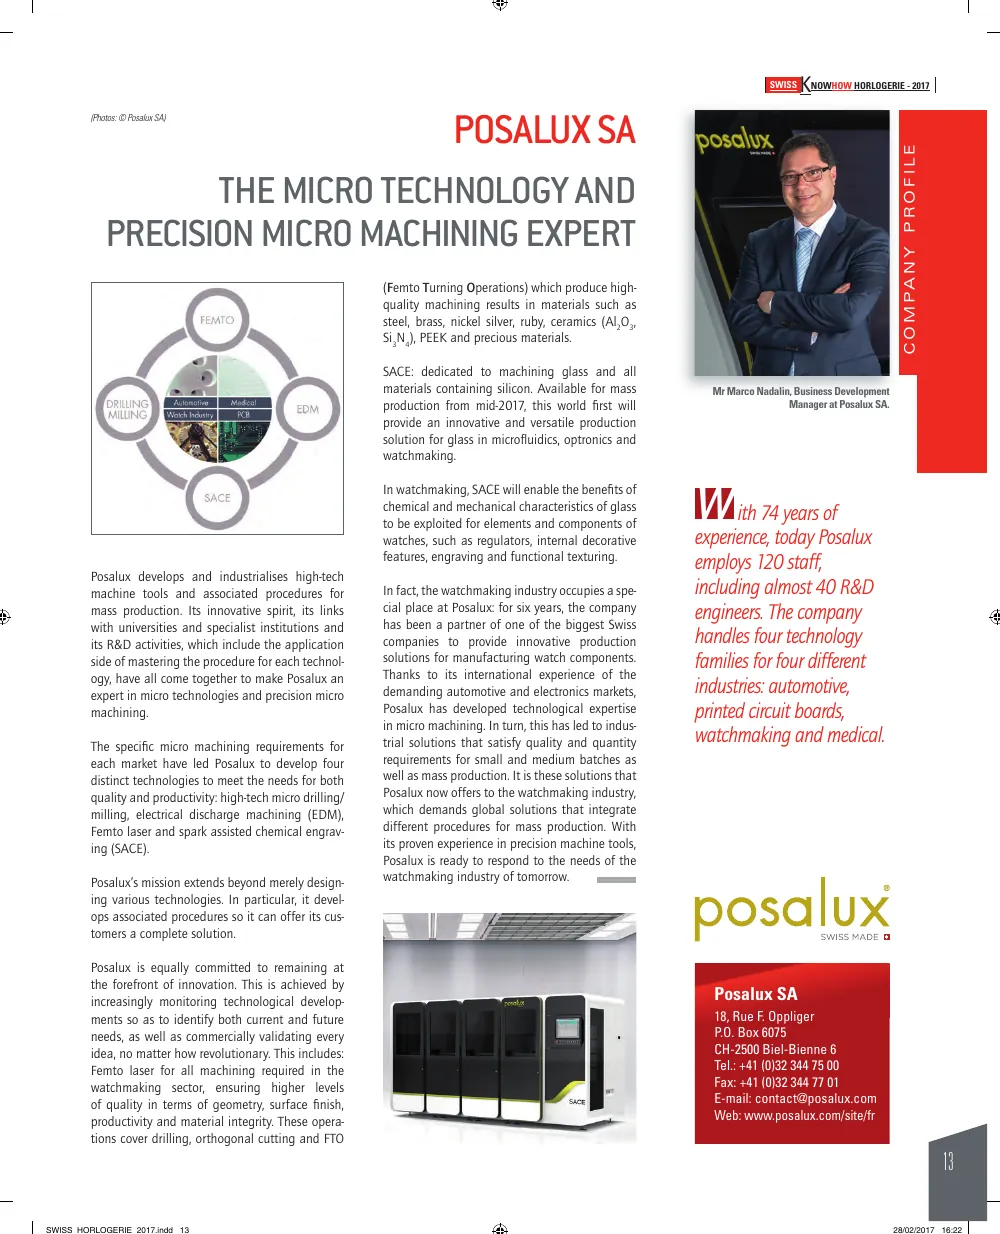 SWISS KNOWHOW HORLOGERIE - 2017
(Photos: © Posalux SA)
POSALUX SA
THE MICRO TECHNOLOGY AND
PRECISION MICRO MACHINING EXPERT
FEMTO
DRILLING
MILLING
Automotive
Medical
Watch Industry
PCB
EDM
SACE
Posalux develops and industrialises high-tech
machine tools and associated procedures for
mass production. Its innovative spirit, its links
with universities and specialist institutions and
its R&D activities, which include the application
side of mastering the procedure for each technol-
ogy, have all come together to make Posalux an
expert in micro technologies and precision micro
machining.
The specific micro machining requirements for
each market have led Posalux to develop four
distinct technologies to meet the needs for both
quality and productivity: high-tech micro drilling/
milling, electrical discharge machining (EDM),
Femto laser and spark assisted chemical engrav-
ing (SACE).
Posalux's mission extends beyond merely design-
ing various technologies. In particular, it devel-
ops associated procedures so it can offer its cus-
tomers a complete solution.
Posalux is equally committed to remaining at
the forefront of innovation. This is achieved by
increasingly monitoring technological develop-
ments so as to identify both current and future
needs, as well as commercially validating every
idea, no matter how revolutionary. This includes:
Femto laser for all machining required in the
watchmaking sector, ensuring higher levels
of quality in terms of geometry, surface finish,
productivity and material integrity. These opera-
tions cover drilling, orthogonal cutting and FTO
(Femto Turning Operations) which produce high-
quality machining results in materials such as
steel, brass, nickel silver, ruby, ceramics (Al2O3,
Si3N4), PEEK and precious materials.
SACE: dedicated to machining glass and all
materials containing silicon. Available for mass
production from mid-2017, this world first will
provide an innovative and versatile production
solution for glass in microfluidics, optronics and
watchmaking.
In watchmaking, SACE will enable the benefits of
chemical and mechanical characteristics of glass
to be exploited for elements and components of
watches, such as regulators, internal decorative
features, engraving and functional texturing.
In fact, the watchmaking industry occupies a spe-
cial place at Posalux: for six years, the company
has been a partner of one of the biggest Swiss
companies to provide innovative production
solutions for manufacturing watch components.
Thanks to its international experience of the
demanding automotive and electronics markets,
Posalux has developed technological expertise
in micro machining. In turn, this has led to indus-
trial solutions that satisfy quality and quantity
requirements for small and medium batches as
well as mass production. It is these solutions that
Posalux now offers to the watchmaking industry,
which demands global solutions that integrate
different procedures for mass production. With
its proven experience in precision machine tools,
Posalux is ready to respond to the needs of the
watchmaking industry of tomorrow.
posalux
SACE
posalux
SWISS MADE
COMPANY PROFILE
Mr Marco Nadalin, Business Development
Manager at Posalux SA.
With 74 years of
experience, today Posalux
employs 120 staff,
including almost 40 R&D
engineers. The company
handles four technology
families for four different
industries: automotive,
printed circuit boards,
watchmaking and medical.
posalux®
SWISS MADE
Posalux SA
18, Rue F. Oppliger
P.O. Box 6075
CH-2500 Biel-Bienne 6
Tel.: +41 (0)32 344 75 00
Fax: +41 (0)32 344 77 01
E-mail: contact@posalux.com
Web: www.posalux.com/site/fr
13
SWISS HORLOGERIE 2017.indd 13
28/02/2017 16:22